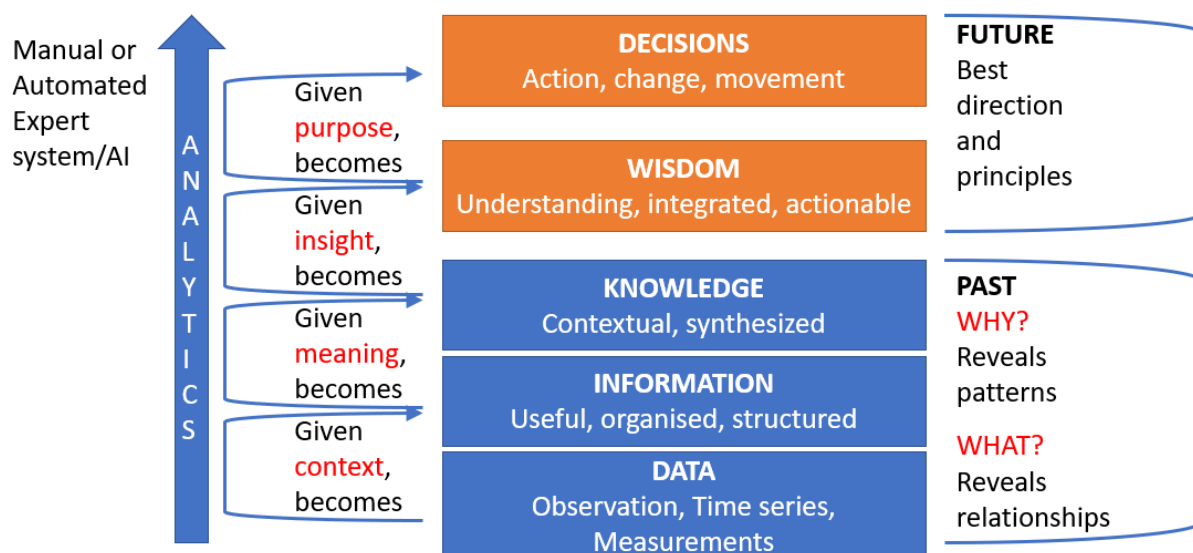 Manual or
Automated
Expert
system/AI
ANALYTICS
Given
purpose,
becomes
Given
insight,
becomes
Given
meaning,
becomes
Given
context,
becomes
DECISIONS
Action, change, movement
WISDOM
Understanding, integrated, actionable
KNOWLEDGE
Contextual, synthesized
INFORMATION
Useful, organised, structured
DATA
Observation, Time series,
Measurements
FUTURE
Best
direction
and
principles
PAST
WHY?
Reveals
patterns
WHAT?
Reveals
relationships